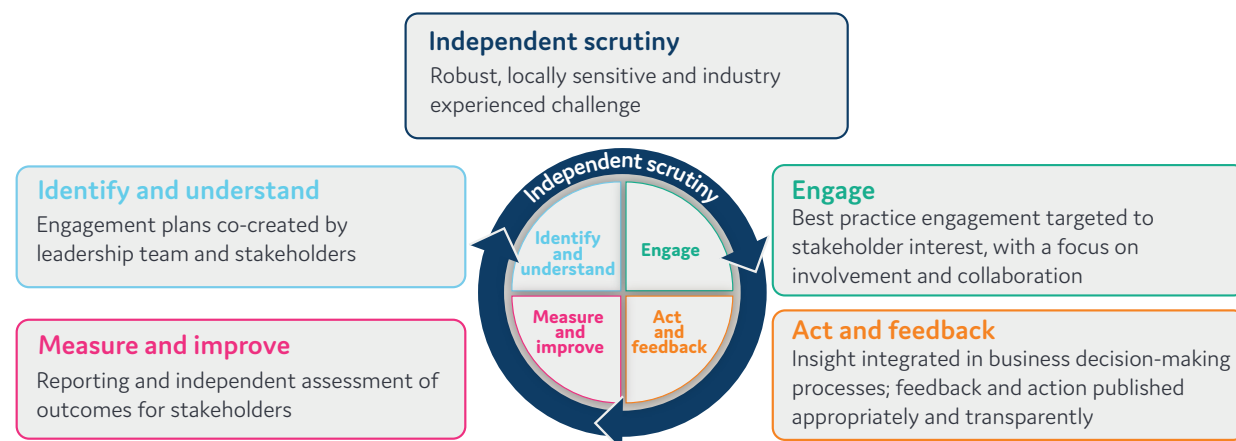 Independent scrutiny
Robust, locally sensitive and industry
experienced challenge
Identify and understand
Engagement plans co-created by
leadership team and stakeholders
Measure and improve
Reporting and independent assessment of
outcomes for stakeholders
Independent scrutiny
Identify
and
understand
Engage
Measure
and
improve
Act
and
feedback
Engage
Best practice engagement targeted to
stakeholder interest, with a focus on
involvement and collaboration
Act and feedback
Insight integrated in business decision-making
processes; feedback and action published
appropriately and transparently